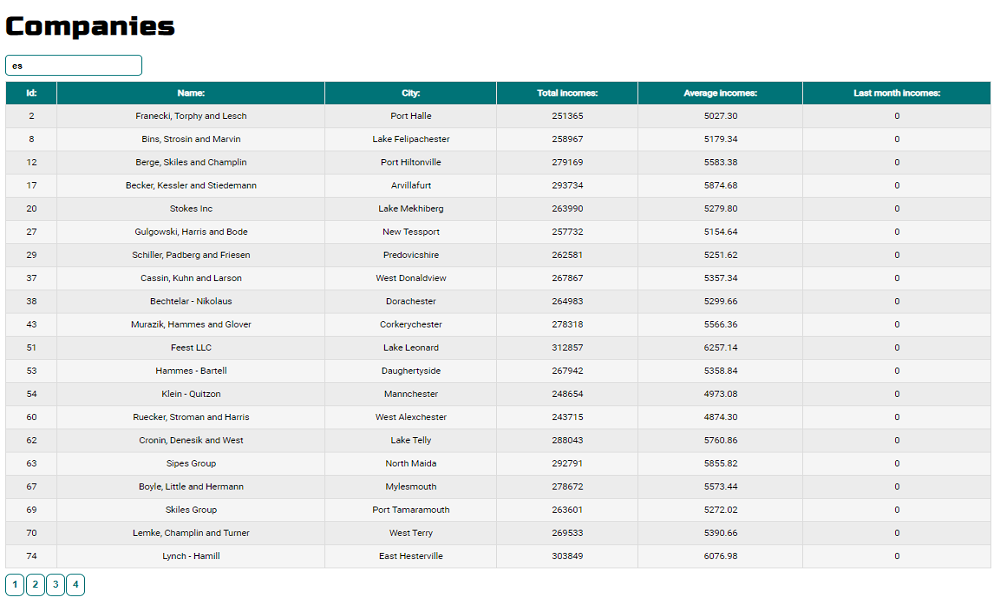 Companies
es
Id: Name: City: Total incomes: Average incomes: Last month incomes:
2 Franecki, Torphy and Lesch Port Halle 251365 5027.30 0
8 Bins, Strosin and Marvin Lake Felipachester 258967 5179.34 0
12 Berge, Skiles and Champlin Port Hiltonville 279169 5583.38 0
17 Becker, Kessler and Stiedemann Arvillafurt 293734 5874.68 0
20 Stokes Inc Lake Mekhiberg 263990 5279.80 0
27 Gulgowski, Harris and Bode New Tessport 257732 5154.64 0
29 Schiller, Padberg and Friesen Predovicshire 262581 5251.62 0
37 Cassin, Kuhn and Larson West Donaldview 267867 5357.34 0
38 Bechtelar - Nikolaus Dorachester 264983 5299.66 0
43 Murazik, Hammes and Glover Corkerychester 278318 5566.36 0
51 Feest LLC Lake Leonard 312857 6257.14 0
53 Hammes - Bartell Daughertyside 267942 5358.84 0
54 Klein - Quitzon Mannchester 248654 4973.08 0
60 Ruecker, Stroman and Harris West Alexchester 243715 4874.30 0
62 Cronin, Denesik and West Lake Telly 288043 5760.86 0
63 Sipes Group North Maida 292791 5855.82 0
67 Boyle, Little and Hermann Mylesmouth 278672 5573.44 0
69 Skiles Group Port Tamaramouth 263601 5272.02 0
70 Lemke, Champlin and Turner West Terry 269533 5390.66 0
74 Lynch - Hamill East Hesterville 303849 6076.98 0
1 2 3 4